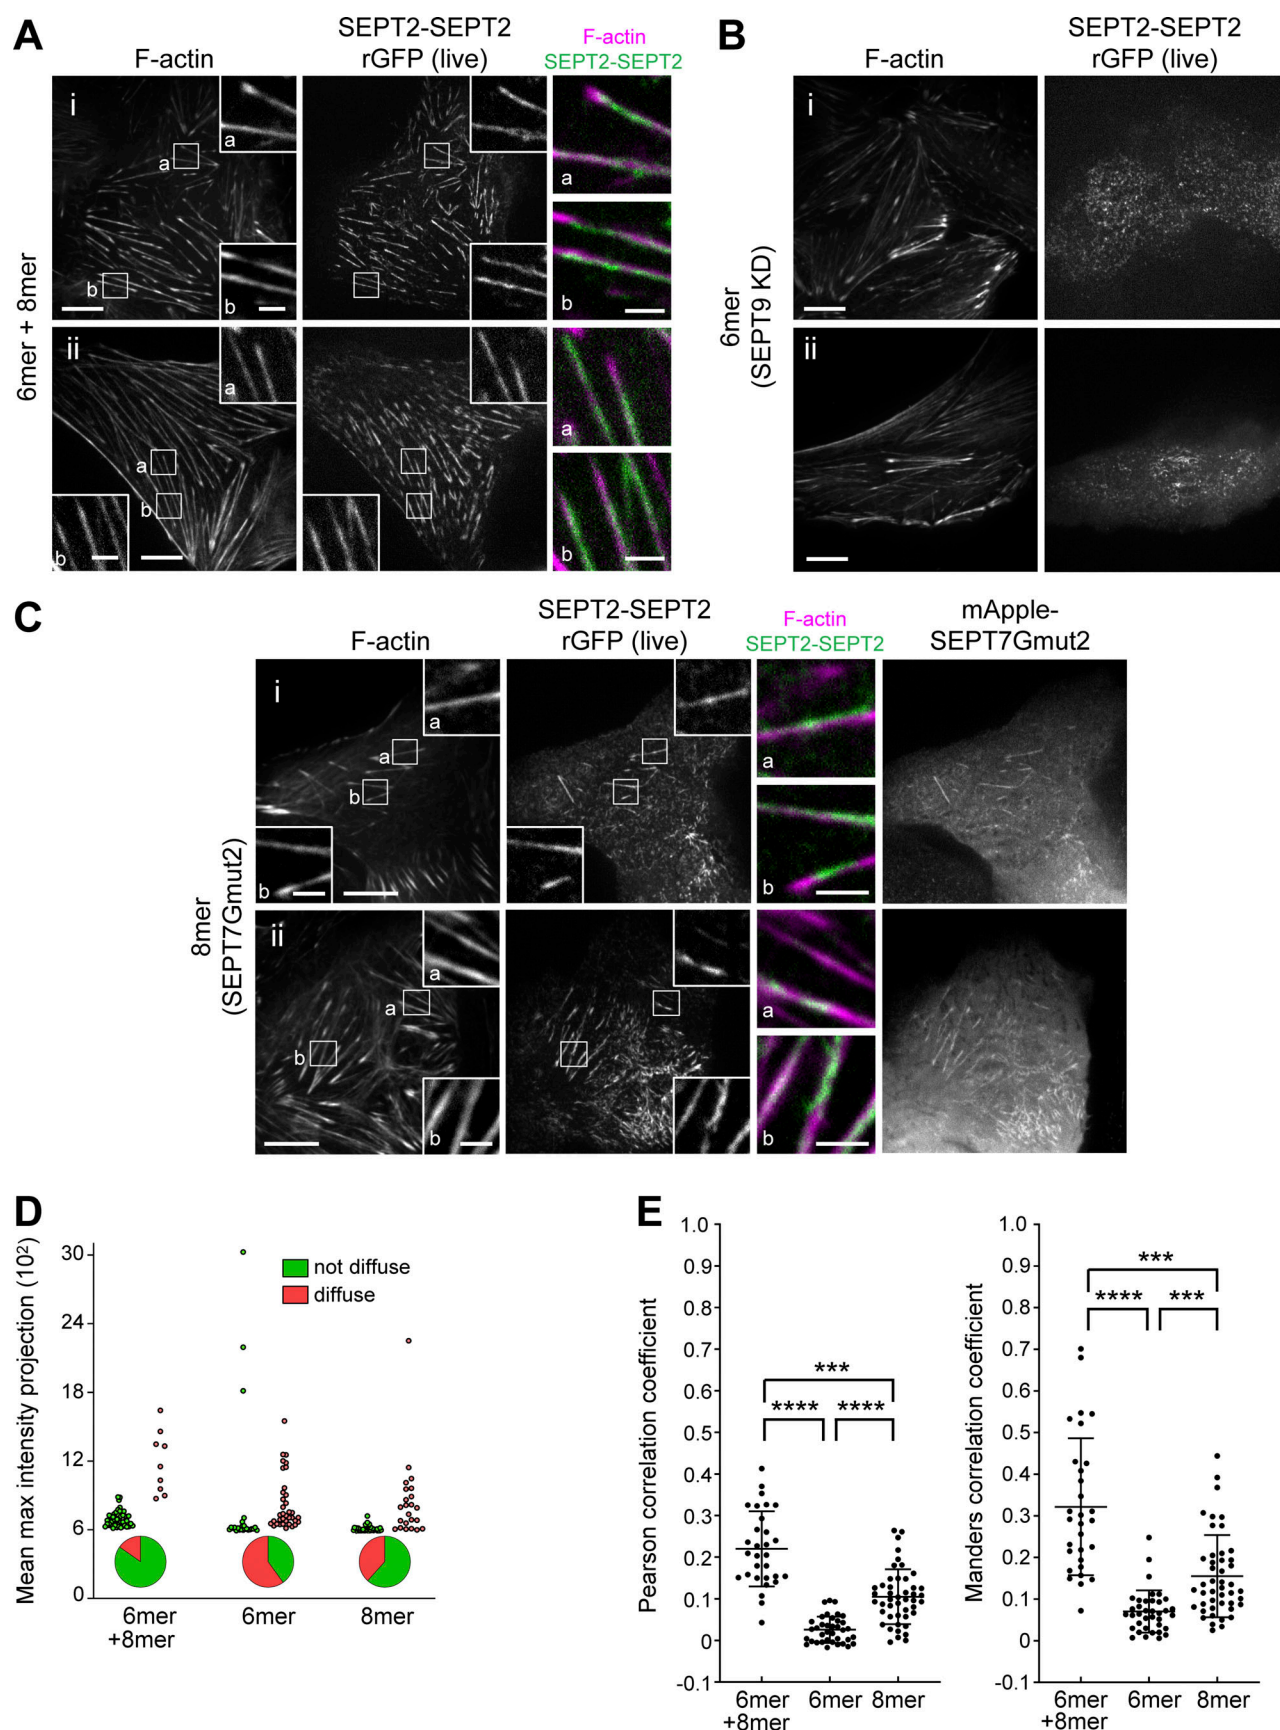 A
F-actin
SEPT2-SEPT2
rGFP (live)
F-actin
SEPT2-SEPT2
6mer + 8mer
i
a
b
a
b
a
b
ii
a
b
a
b
a
b
B
F-actin
SEPT2-SEPT2
rGFP (live)
6mer
(SEPT9 KD)
i
ii
C
F-actin
SEPT2-SEPT2
rGFP (live)
F-actin
SEPT2-SEPT2
mApple-
SEPT7Gmut2
8mer
(SEPT7Gmut2)
i
a
a
b
b
a
b
ii
a
a
b
b
a
b
D
Mean max intensity projection (10²)
30
24
18
12
6
0
not diffuse
diffuse
6mer
+8mer
6mer
8mer
E
Pearson correlation coefficient
1.0
0.9
0.8
0.7
0.6
0.5
0.4
0.3
0.2
0.1
0
-0.1
***
**** ****
6mer
+8mer
6mer
8mer
Manders correlation coefficient
1.0
0.9
0.8
0.7
0.6
0.5
0.4
0.3
0.2
0.1
0
-0.1
***
**** ***
6mer
+8mer
6mer
8mer